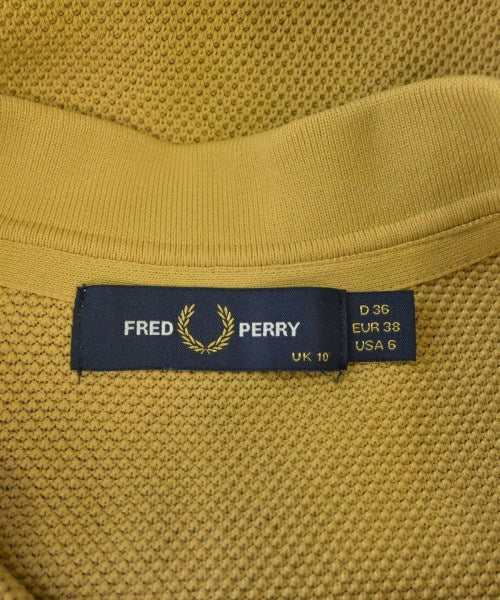 FRED PERRY
UK 10
D 36
EUR 38
USA 6